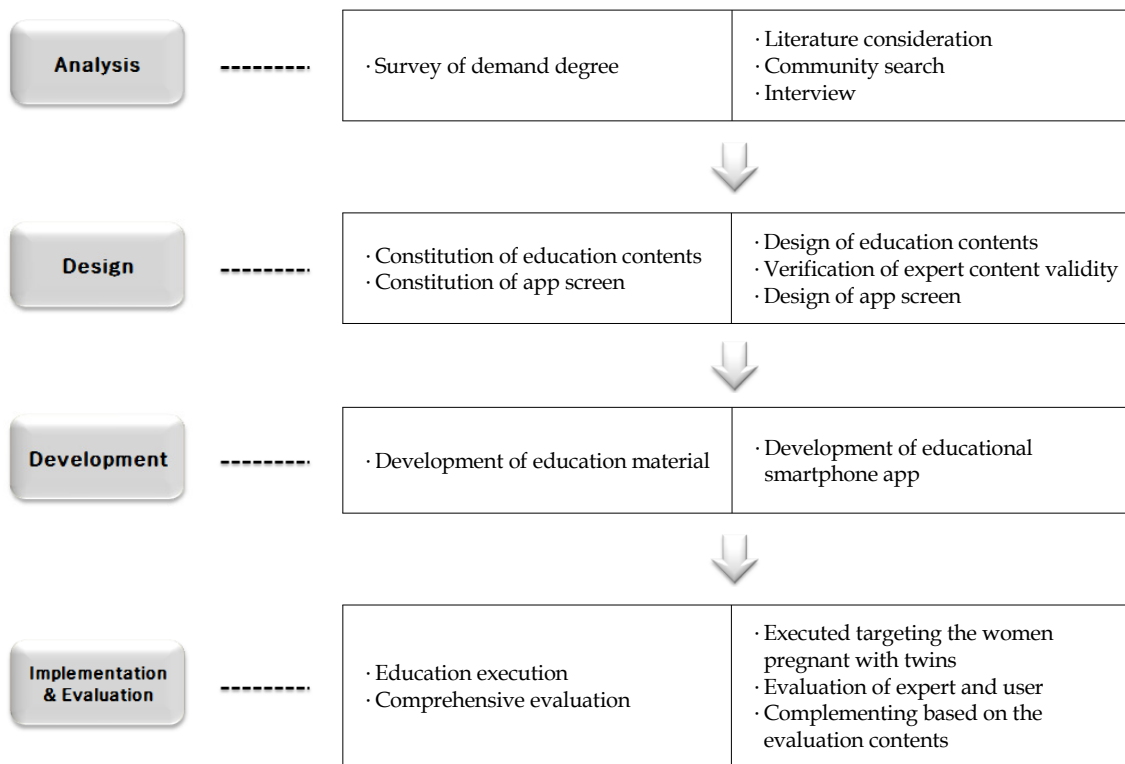 Analysis
· Survey of demand degree
· Literature consideration
· Community search
· Interview
Design
· Constitution of education contents
· Constitution of app screen
· Design of education contents
· Verification of expert content validity
· Design of app screen
Development
· Development of education material
· Development of educational
smartphone app
Implementation
& Evaluation
· Education execution
· Comprehensive evaluation
· Executed targeting the women
pregnant with twins
· Evaluation of expert and user
· Complementing based on the
evaluation contents